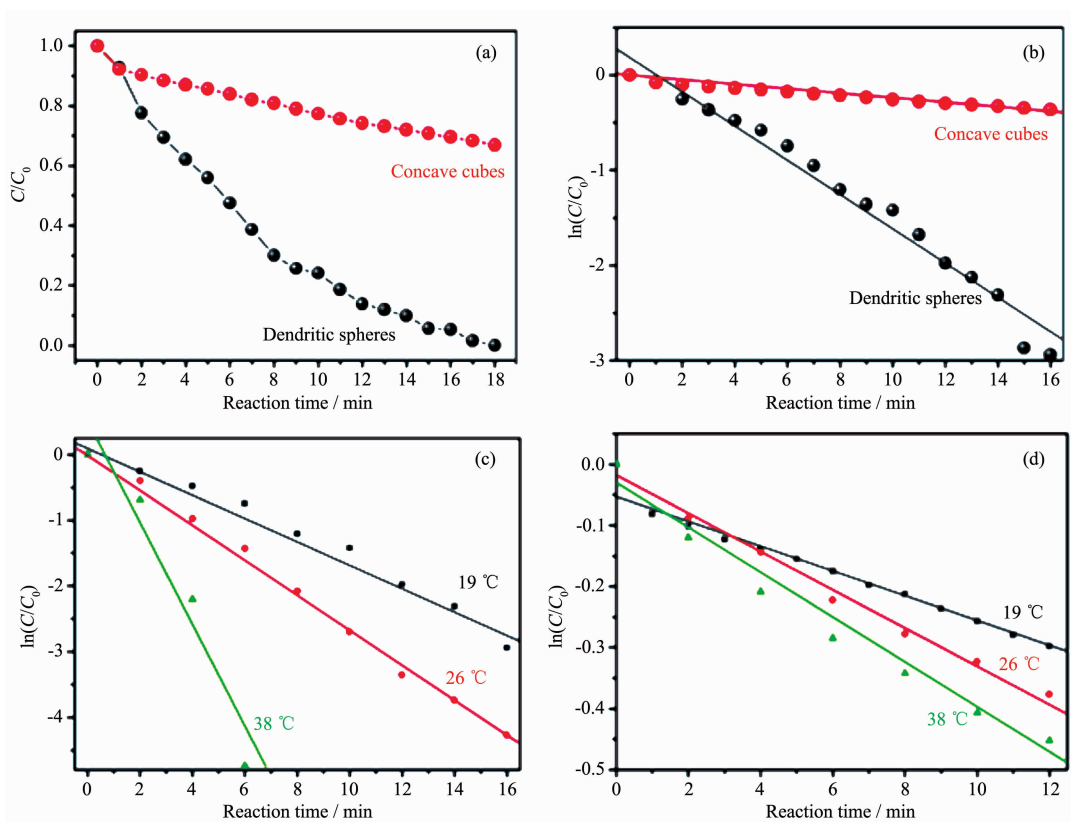 (a)
1.0
0.8
0.6
0.4
0.2
0.0
C/C0
Concave cubes
Dendritic spheres
0 2 4 6 8 10 12 14 16 18
Reaction time / min
(b)
0
-1
-2
-3
ln(C/C0)
Concave cubes
Dendritic spheres
0 2 4 6 8 10 12 14 16
Reaction time / min
(c)
0
-1
-2
-3
-4
ln(C/C0)
19 ℃
26 ℃
38 ℃
0 2 4 6 8 10 12 14 16
Reaction time / min
(d)
0.0
-0.1
-0.2
-0.3
-0.4
-0.5
ln(C/C0)
19 ℃
26 ℃
38 ℃
0 2 4 6 8 10 12
Reaction time / min